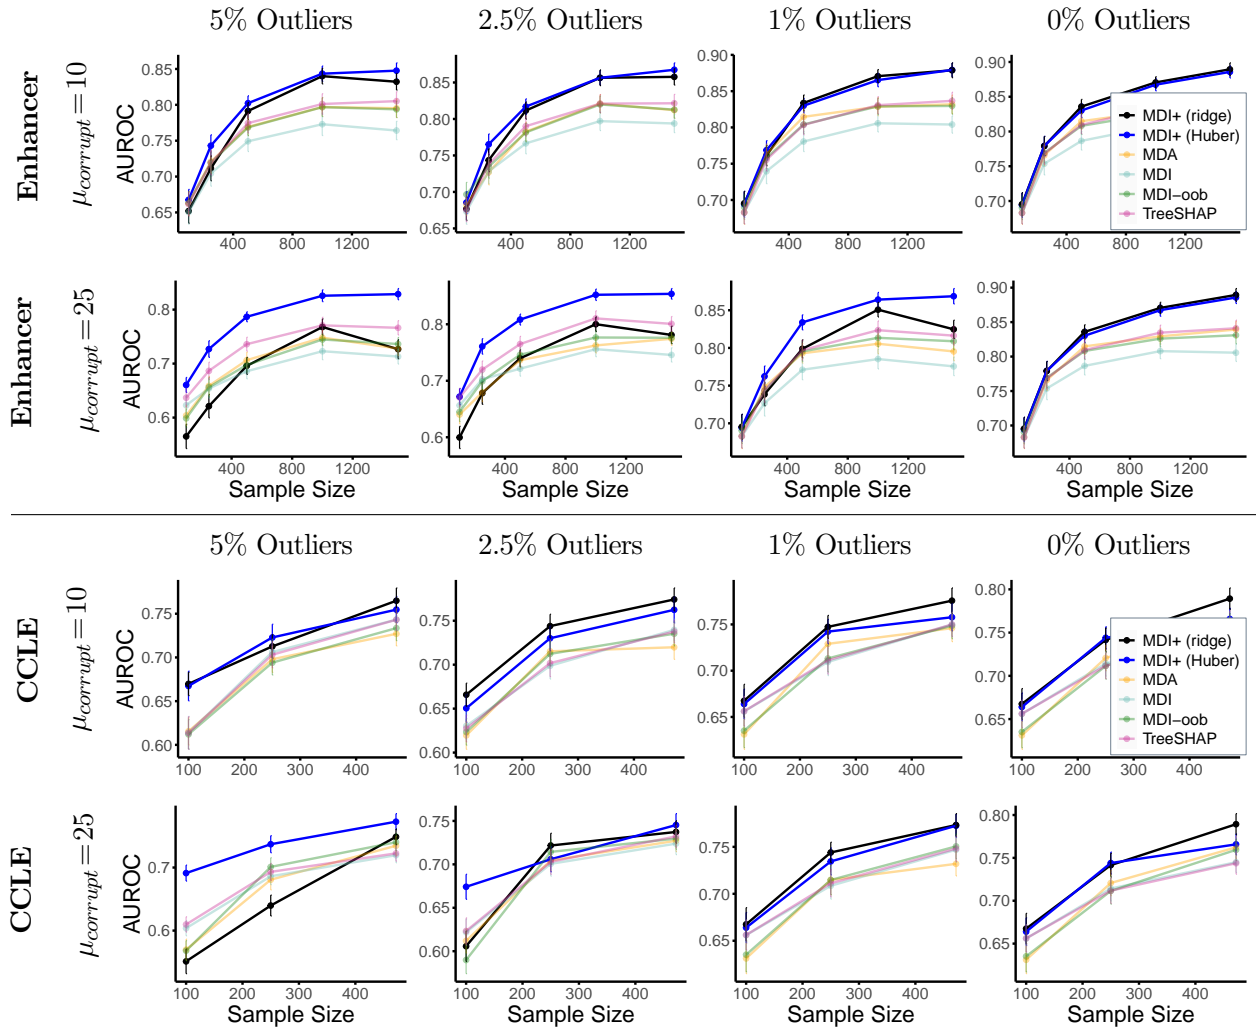 5% Outliers
2.5% Outliers
1% Outliers
0% Outliers
Enhancer
μcorrupt = 10
AUROC
0.85
0.80
0.75
0.70
0.65
400
800
1200
0.85
0.80
0.75
0.70
0.65
400
800
1200
0.90
0.85
0.80
0.75
0.70
400
800
1200
0.90
0.85
0.80
0.75
0.70
400
800
1200
MDI+ (ridge)
MDI+ (Huber)
MDA
MDI
MDI-oob
TreeSHAP
Enhancer
μcorrupt = 25
AUROC
0.8
0.7
0.6
400
800
1200
Sample Size
0.8
0.7
0.6
400
800
1200
Sample Size
0.85
0.80
0.75
0.70
400
800
1200
Sample Size
0.90
0.85
0.80
0.75
0.70
400
800
1200
Sample Size
5% Outliers
2.5% Outliers
1% Outliers
0% Outliers
CCLE
μcorrupt = 10
AUROC
0.75
0.70
0.65
0.60
100
200
300
400
0.75
0.70
0.65
0.60
100
200
300
400
0.75
0.70
0.65
100
200
300
400
0.80
0.75
0.70
0.65
100
200
300
400
MDI+ (ridge)
MDI+ (Huber)
MDA
MDI
MDI-oob
TreeSHAP
CCLE
μcorrupt = 25
AUROC
0.7
0.6
100
200
300
400
Sample Size
0.75
0.70
0.65
0.60
100
200
300
400
Sample Size
0.75
0.70
0.65
100
200
300
400
Sample Size
0.80
0.75
0.70
0.65
100
200
300
400
Sample Size